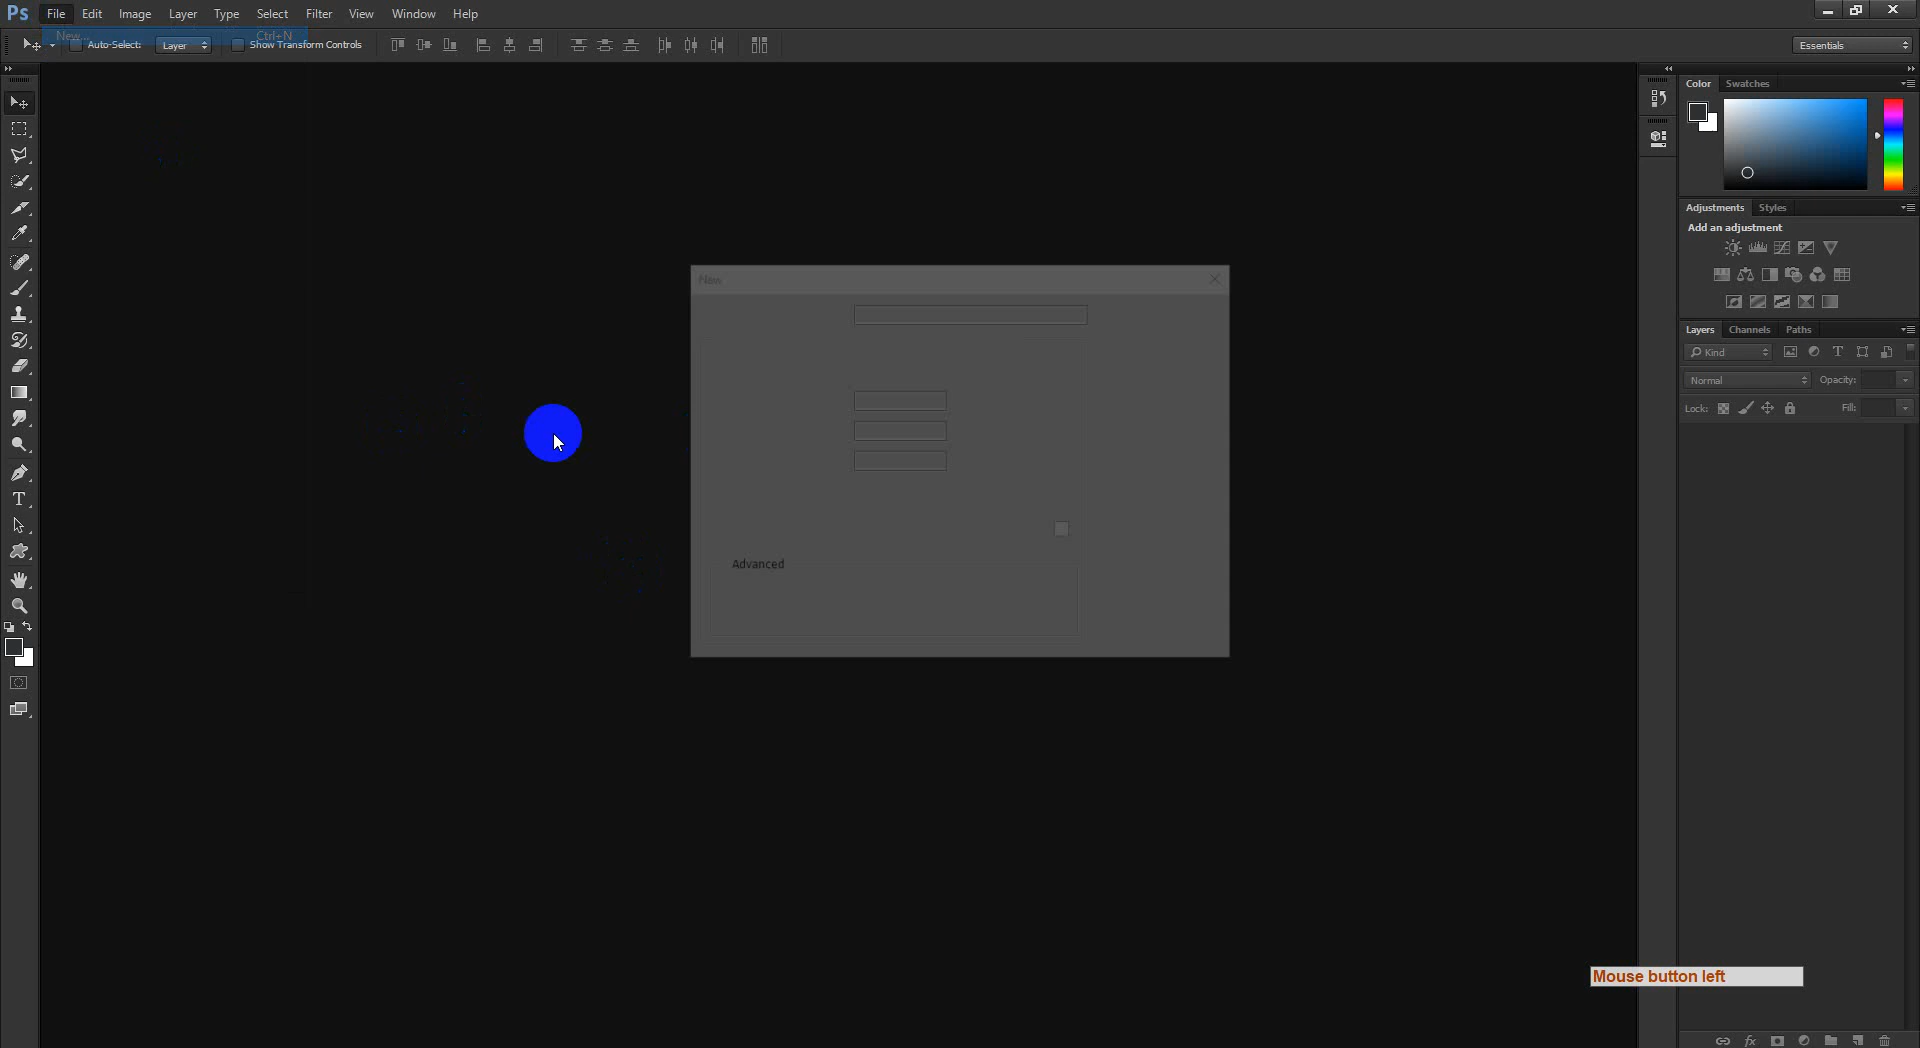 Ps File Edit Image Layer Type Select Filter View Window Help
New... Ctrl+N
Auto-Select: Layer Show Transform Controls Essentials
Color Swatches
Adjustments Styles
Add an adjustment
Layers Channels Paths
Kind T
Normal Opacity:
Lock: Fill:
New
Advanced
T
Mouse button left
fx